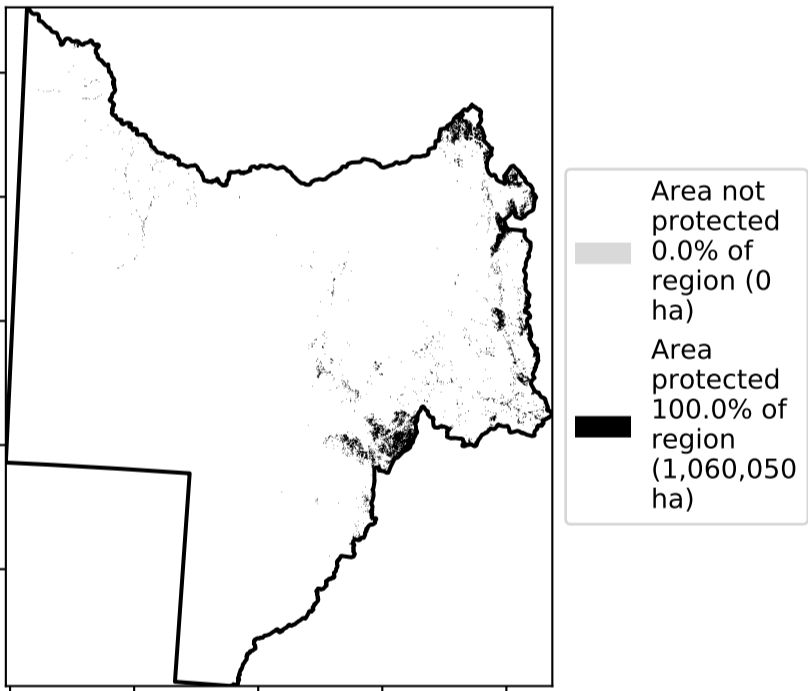 Area not
protected
0.0% of
region (0
ha)
Area
protected
100.0% of
region
(1,060,050
ha)